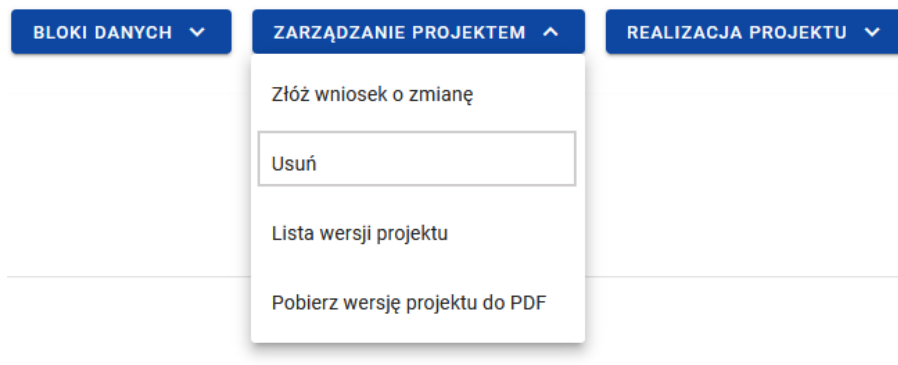 BLOKI DANYCH
ZARZĄDZANIE PROJEKTEM
REALIZACJA PROJEKTU
Złóż wniosek o zmianę
Usuń
Lista wersji projektu
Pobierz wersję projektu do PDF